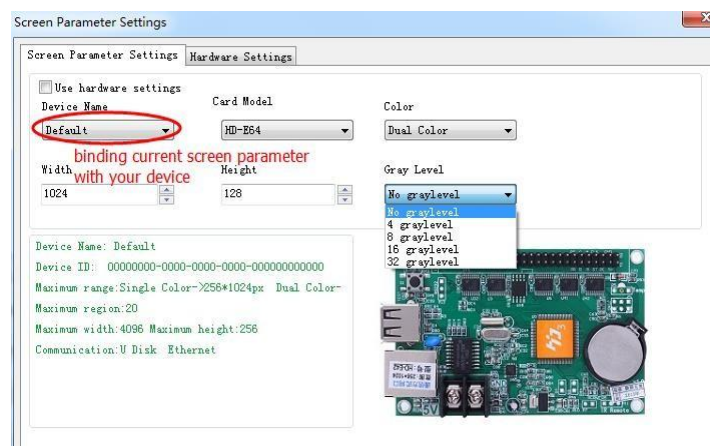 Screen Parameter Settings
Screen Parameter Settings Hardware Settings
Use hardware settings
Device Name Card Model Color
Default HD-E64 Dual Color
binding current screen parameter
with your device
Width Height Gray Level
1024 128 No graylevel
No graylevel
4 graylevel
8 graylevel
16 graylevel
32 graylevel
Device Name: Default
Device ID: 00000000-0000-0000-0000-000000000000
Maximum range:Single Color->256*1024px Dual Color-
Maximum region:20
Maximum width:4096 Maximum height:256
Communication:U Disk Ethernet
5V
Remote